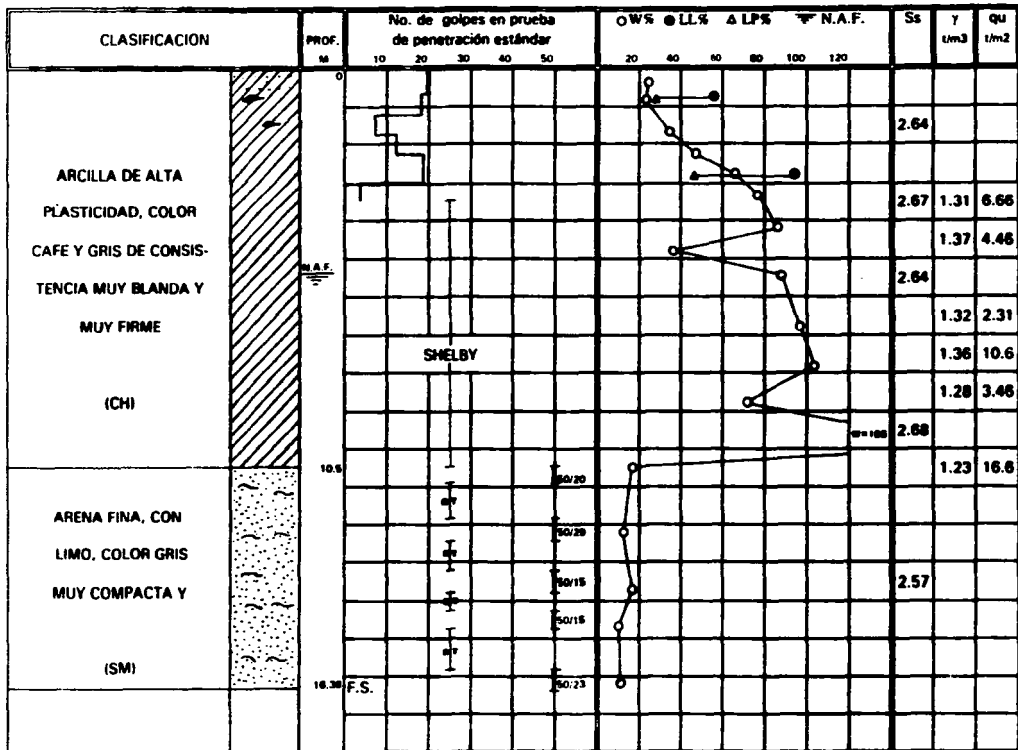 CLASIFICACION
PROF.
M
No. de golpes en prueba
de penetración estándar
10 20 30 40 50
W% LL% LP% N.A.F.
20 40 60 80 100 120
Ss
γ
t/m3
qu
t/m2
0
2.64
ARCILLA DE ALTA
PLASTICIDAD, COLOR
CAFE Y GRIS DE CONSIS-
TENCIA MUY BLANDA Y
MUY FIRME
(CH)
N.A.F.
SHELBY
2.67 1.31 6.66
1.37 4.46
2.64
1.32 2.31
1.36 10.6
1.28 3.46
2.68
10.5
50/20
1.23 16.6
ARENA FINA, CON
LIMO, COLOR GRIS
MUY COMPACTA Y
(SM)
50/29
50/15
2.57
50/15
50/23
16.38
F.S.